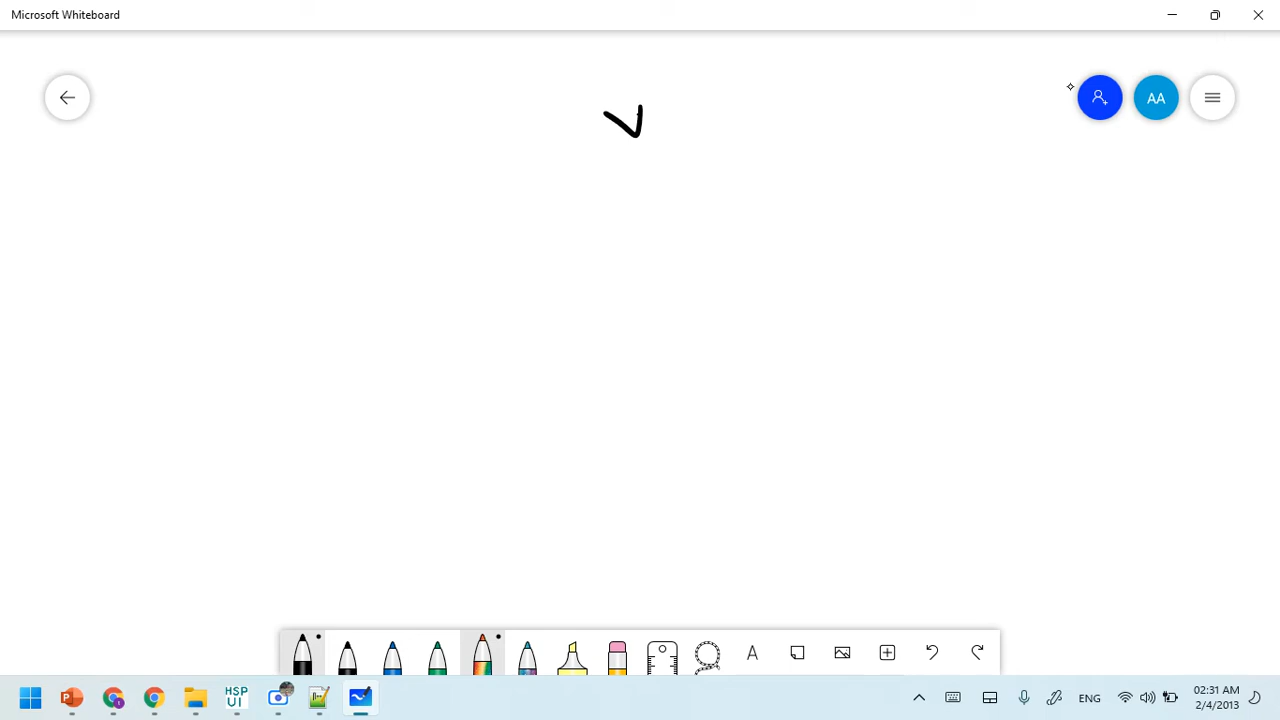 Microsoft Whiteboard
V
AA
A
HSP
UI
ENG
02:31 AM
2/4/2013